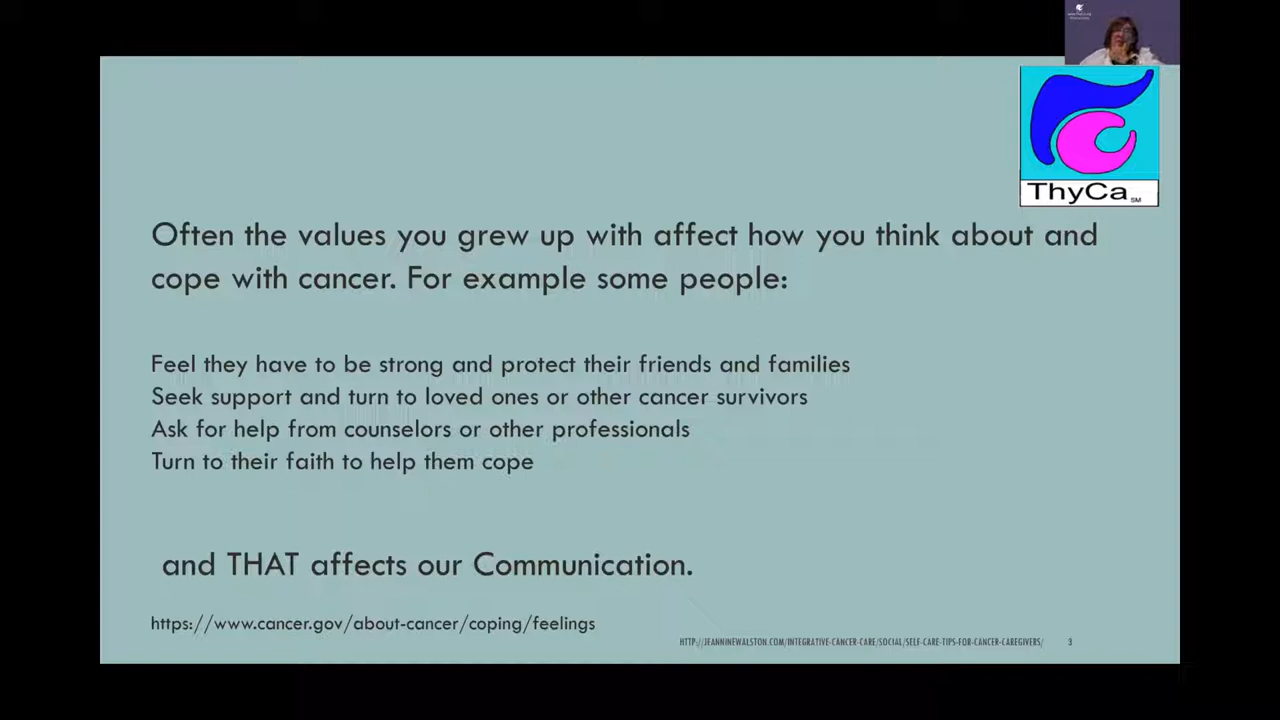 ThyCa
SM
Often the values you grew up with affect how you think about and
cope with cancer. For example some people:
Feel they have to be strong and protect their friends and families
Seek support and turn to loved ones or other cancer survivors
Ask for help from counselors or other professionals
Turn to their faith to help them cope
and THAT affects our Communication.
https://www.cancer.gov/about-cancer/coping/feelings
HTTP://JEANNINEWALSTON.COM/INTEGRATIVE-CANCER-CARE/SOCIAL/SELF-CARE-TIPS-FOR-CANCER-CAREGIVERS/ 3